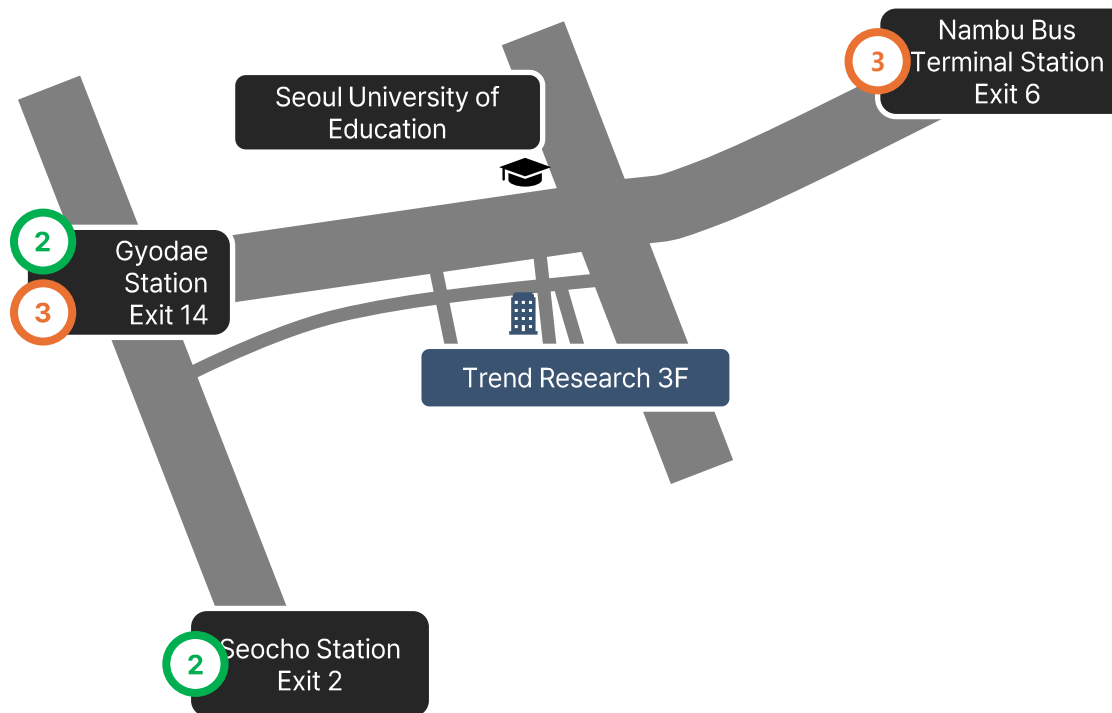 Nambu Bus
Terminal Station
Exit 6
3
Seoul University of
Education
2
3
Gyodae
Station
Exit 14
Trend Research 3F
2
Seocho Station
Exit 2